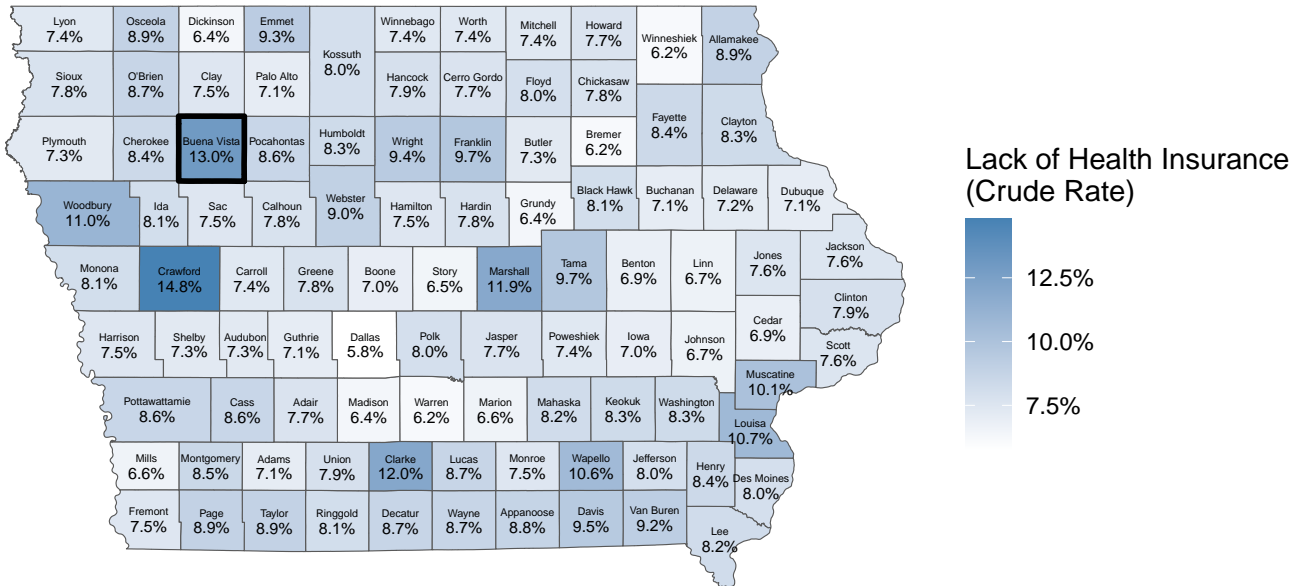 Lyon
7.4%
Osceola
8.9%
Dickinson
6.4%
Emmet
9.3%
Kossuth
8.0%
Winnebago
7.4%
Worth
7.4%
Mitchell
7.4%
Howard
7.7%
Winneshiek
6.2%
Allamakee
8.9%
Sioux
7.8%
O'Brien
8.7%
Clay
7.5%
Palo Alto
7.1%
Hancock
7.9%
Cerro Gordo
7.7%
Floyd
8.0%
Chickasaw
7.8%
Fayette
8.4%
Clayton
8.3%
Plymouth
7.3%
Cherokee
8.4%
Buena Vista
13.0%
Pocahontas
8.6%
Humboldt
8.3%
Wright
9.4%
Franklin
9.7%
Butler
7.3%
Bremer
6.2%
Woodbury
11.0%
Ida
8.1%
Sac
7.5%
Calhoun
7.8%
Webster
9.0%
Hamilton
7.5%
Hardin
7.8%
Grundy
6.4%
Black Hawk
8.1%
Buchanan
7.1%
Delaware
7.2%
Dubuque
7.1%
Monona
8.1%
Crawford
14.8%
Carroll
7.4%
Greene
7.8%
Boone
7.0%
Story
6.5%
Marshall
11.9%
Tama
9.7%
Benton
6.9%
Linn
6.7%
Jones
7.6%
Jackson
7.6%
Clinton
7.9%
Harrison
7.5%
Shelby
7.3%
Audubon
7.3%
Guthrie
7.1%
Dallas
5.8%
Polk
8.0%
Jasper
7.7%
Poweshiek
7.4%
Iowa
7.0%
Johnson
6.7%
Cedar
6.9%
Scott
7.6%
Muscatine
10.1%
Pottawattamie
8.6%
Cass
8.6%
Adair
7.7%
Madison
6.4%
Warren
6.2%
Marion
6.6%
Mahaska
8.2%
Keokuk
8.3%
Washington
8.3%
Louisa
10.7%
Mills
6.6%
Montgomery
8.5%
Adams
7.1%
Union
7.9%
Clarke
12.0%
Lucas
8.7%
Monroe
7.5%
Wapello
10.6%
Jefferson
8.0%
Henry
8.4%
Des Moines
8.0%
Fremont
7.5%
Page
8.9%
Taylor
8.9%
Ringgold
8.1%
Decatur
8.7%
Wayne
8.7%
Appanoose
8.8%
Davis
9.5%
Van Buren
9.2%
Lee
8.2%
Lack of Health Insurance
(Crude Rate)
12.5%
10.0%
7.5%